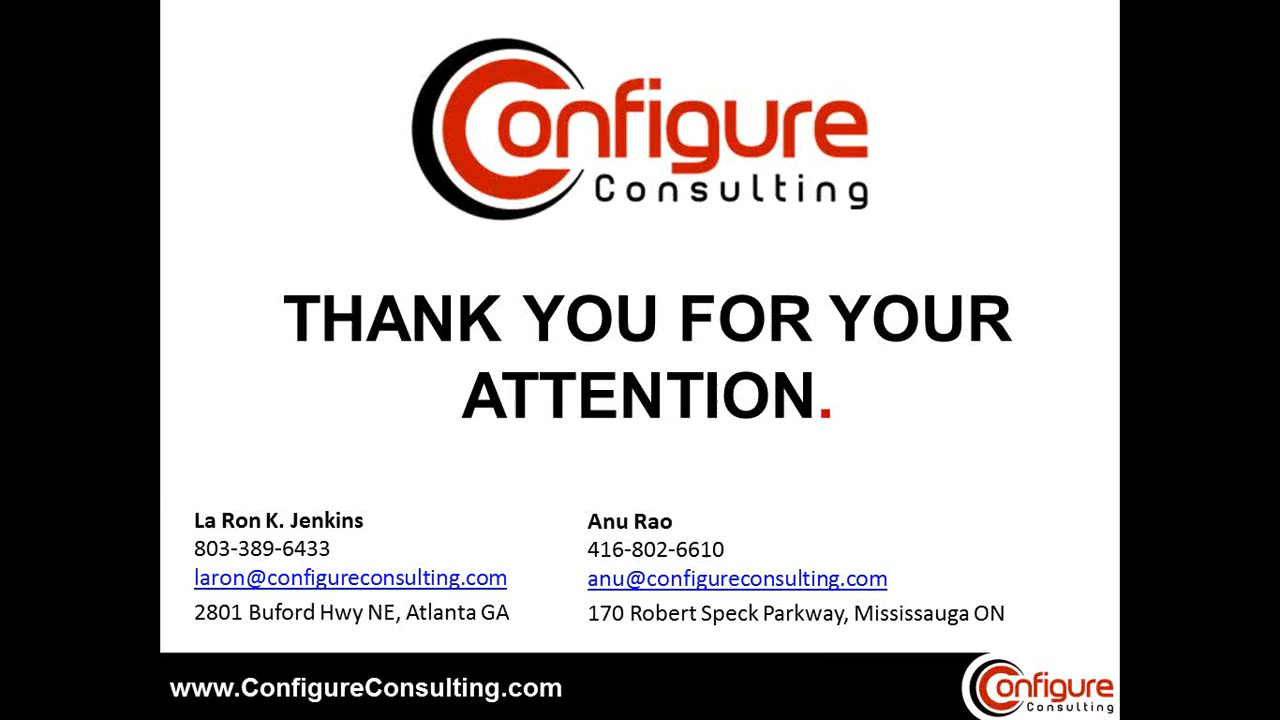 Configure
Consulting
THANK YOU FOR YOUR
ATTENTION.
La Ron K. Jenkins
803-389-6433
laron@configureconsulting.com
2801 Buford Hwy NE, Atlanta GA
Anu Rao
416-802-6610
anu@configureconsulting.com
170 Robert Speck Parkway, Mississauga ON
www.ConfigureConsulting.com
Configure
Consulting